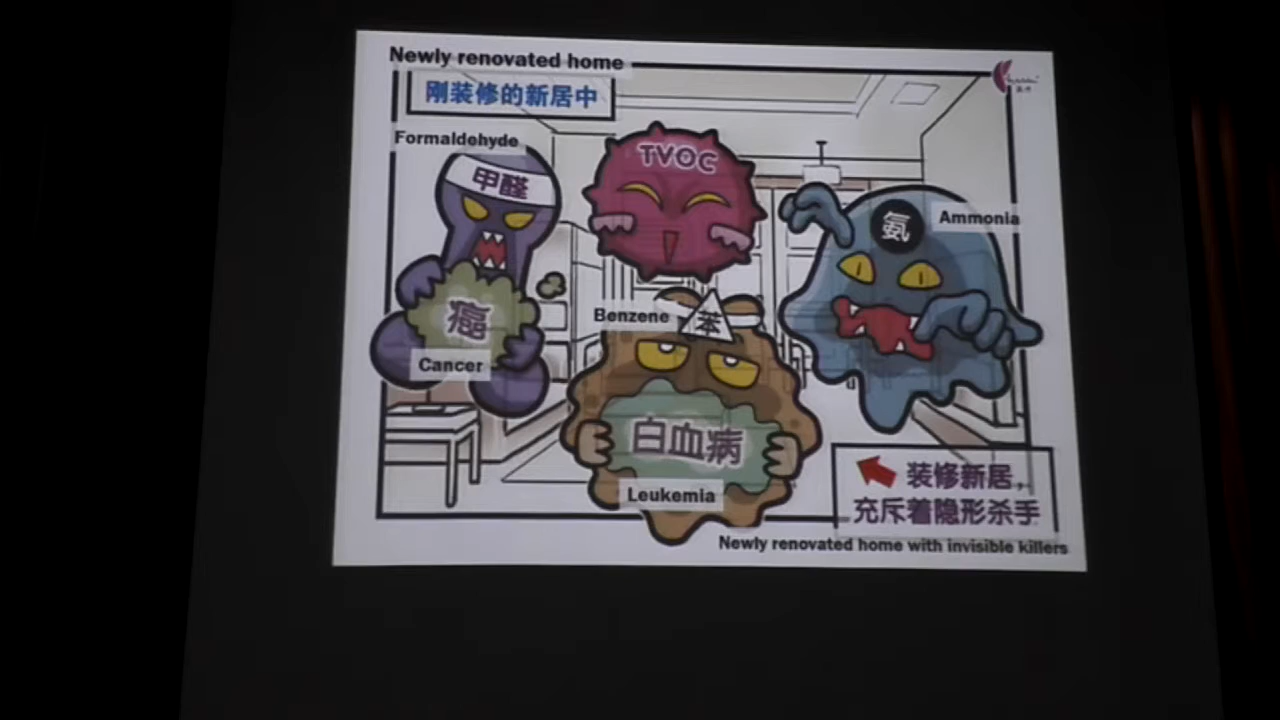 Newly renovated home
刚装修的新居中
Formaldehyde
甲醛
TVOC
氨
Ammonia
Benzene
苯
癌
Cancer
白血病
Leukemia
装修新居，
充斥着隐形杀手
Newly renovated home with invisible killers